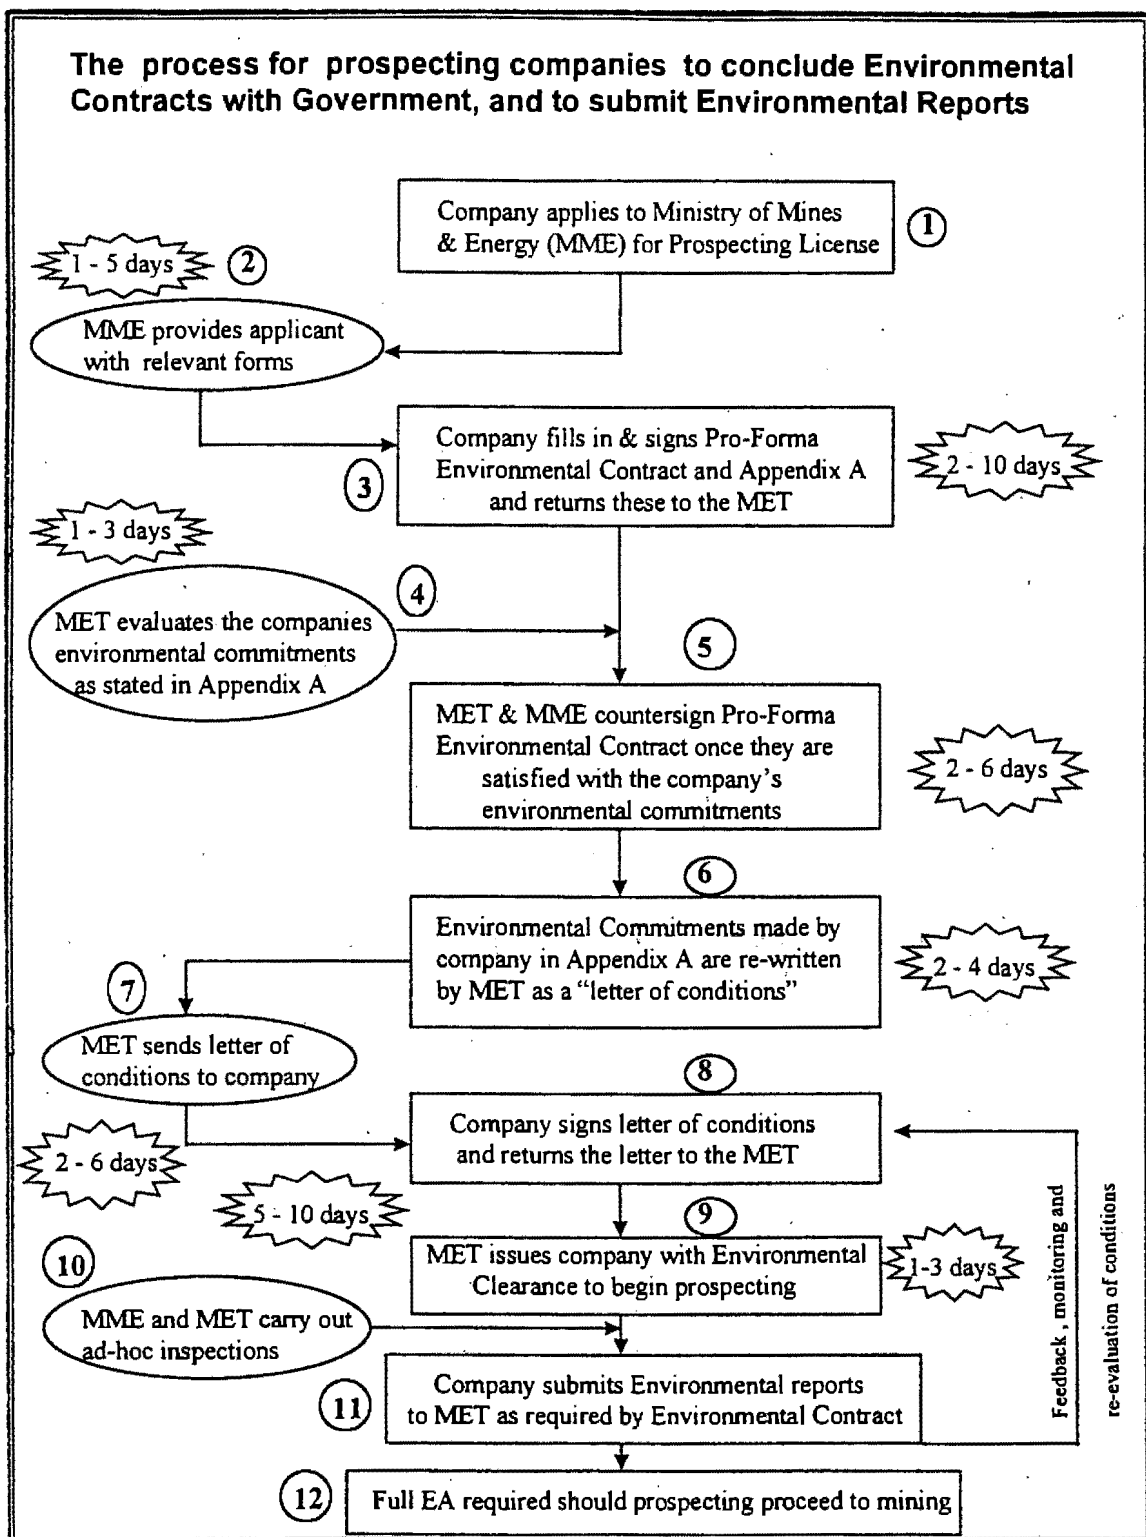 The process for prospecting companies to conclude Environmental
Contracts with Government, and to submit Environmental Reports
Company applies to Ministry of Mines
& Energy (MME) for Prospecting License
1
1 - 5 days
2
MME provides applicant
with relevant forms
Company fills in & signs Pro-Forma
Environmental Contract and Appendix A
and returns these to the MET
3
2 - 10 days
1 - 3 days
4
MET evaluates the companies
environmental commitments
as stated in Appendix A
5
MET & MME countersign Pro-Forma
Environmental Contract once they are
satisfied with the company's
environmental commitments
2 - 6 days
6
Environmental Commitments made by
company in Appendix A are re-written
by MET as a "letter of conditions"
2 - 4 days
7
MET sends letter of
conditions to company
2 - 6 days
8
Company signs letter of conditions
and returns the letter to the MET
5 - 10 days
9
MET issues company with Environmental
Clearance to begin prospecting
1-3 days
10
MME and MET carry out
ad-hoc inspections
11
Company submits Environmental reports
to MET as required by Environmental Contract
Feedback , monitoring and
re-evaluation of conditions
12
Full EA required should prospecting proceed to mining